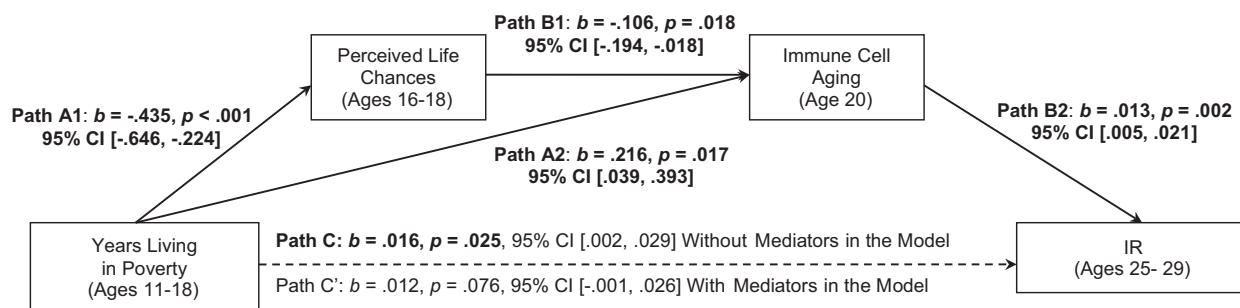 Path B1: b = -.106, p = .018
95% CI [-.194, -.018]
Perceived Life
Chances
(Ages 16-18)
Immune Cell
Aging
(Age 20)
Path A1: b = -.435, p < .001
95% CI [-.646, -.224]
Path B2: b = .013, p = .002
95% CI [.005, .021]
Path A2: b = .216, p = .017
95% CI [.039, .393]
Years Living
in Poverty
(Ages 11-18)
Path C: b = .016, p = .025, 95% CI [.002, .029] Without Mediators in the Model
Path C’: b = .012, p = .076, 95% CI [-.001, .026] With Mediators in the Model
IR
(Ages 25- 29)